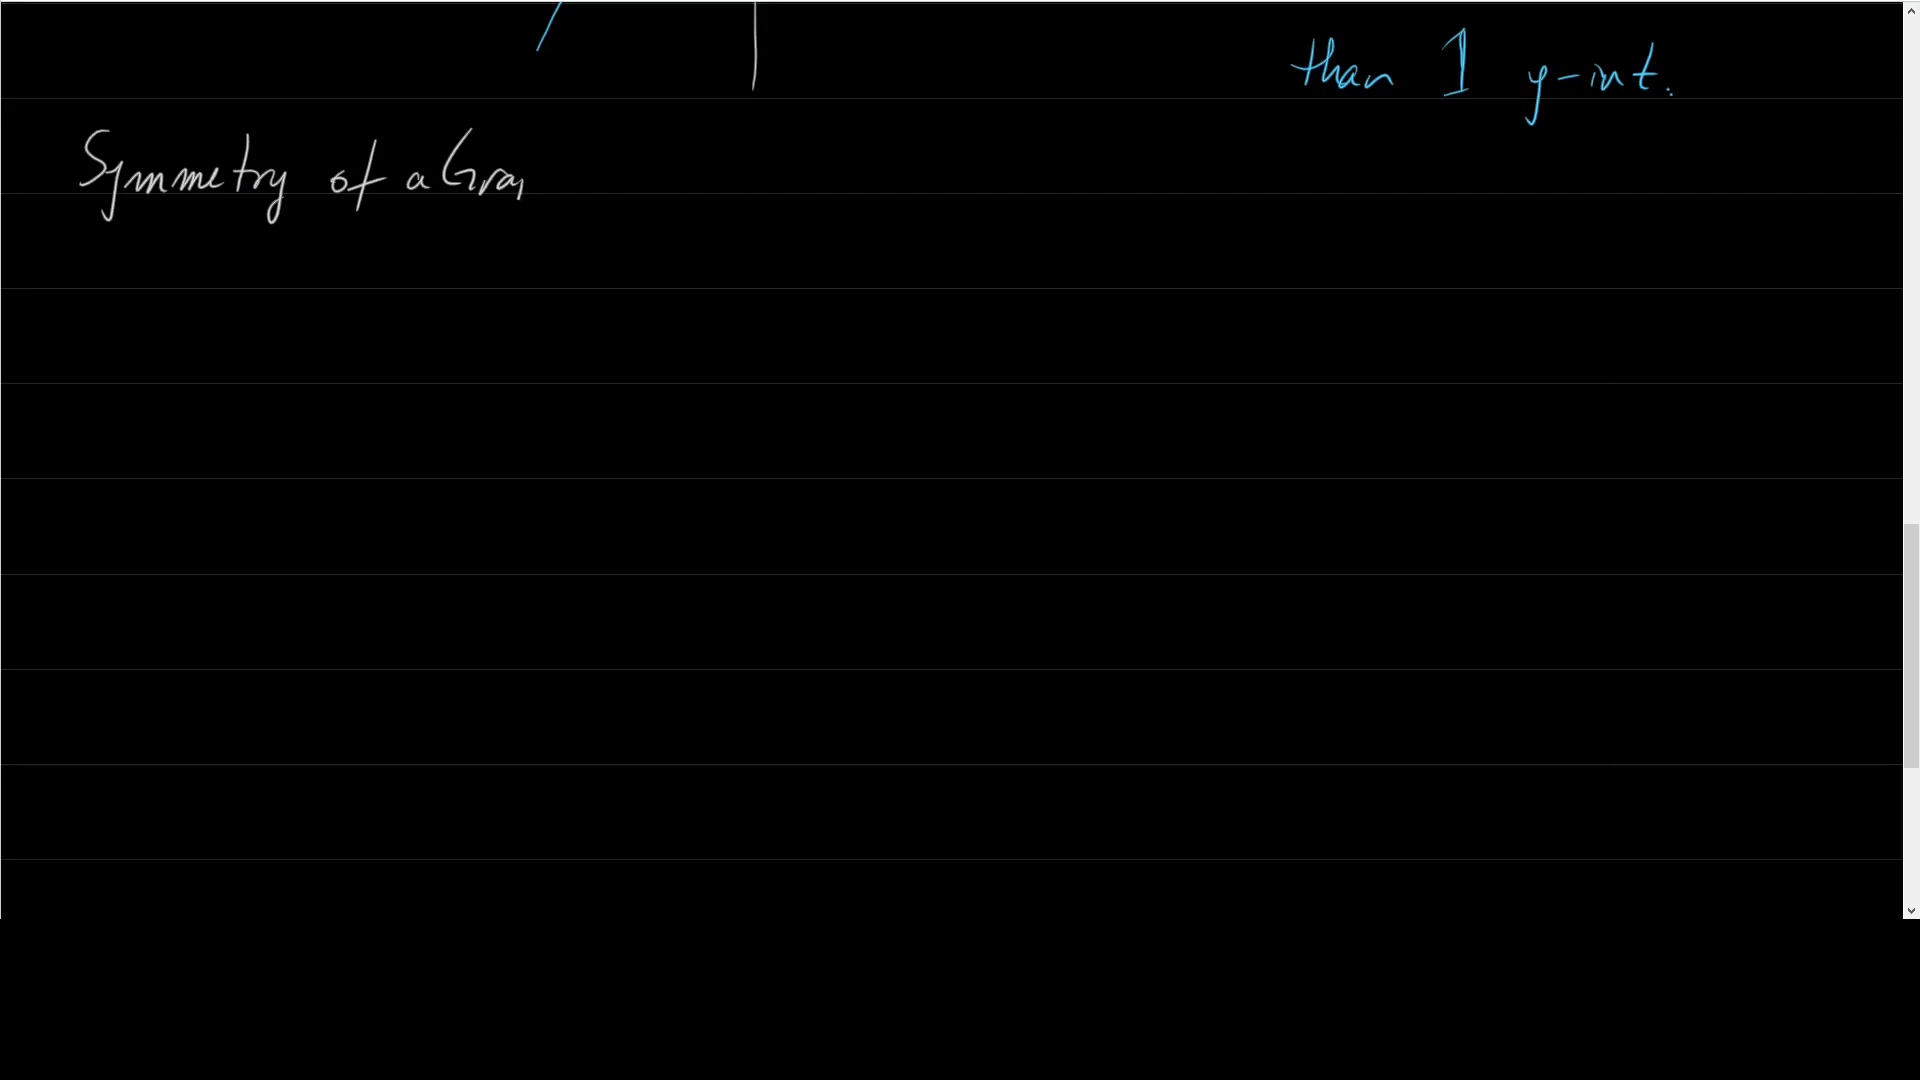 than 1 y-int.
Symmetry of a Gra